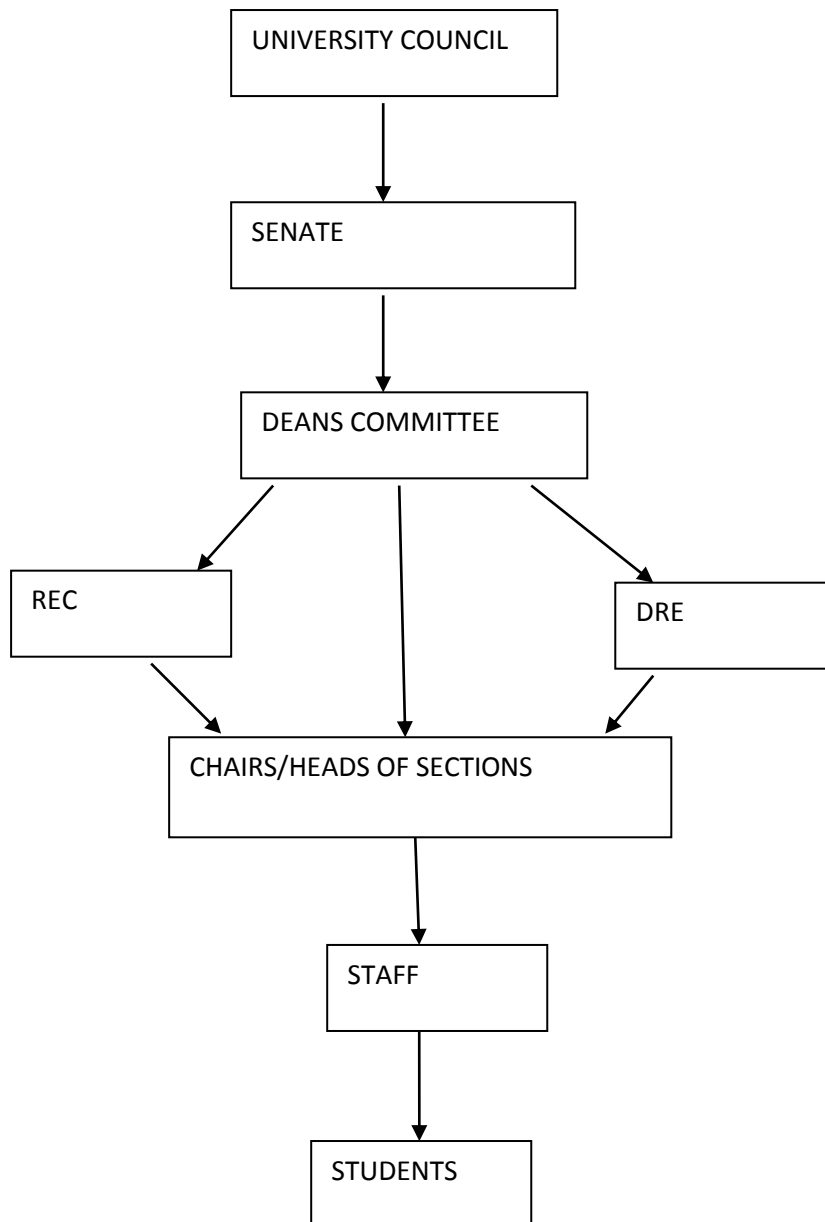 UNIVERSITY COUNCIL
SENATE
DEANS COMMITTEE
REC
DRE
CHAIRS/HEADS OF SECTIONS
STAFF
STUDENTS